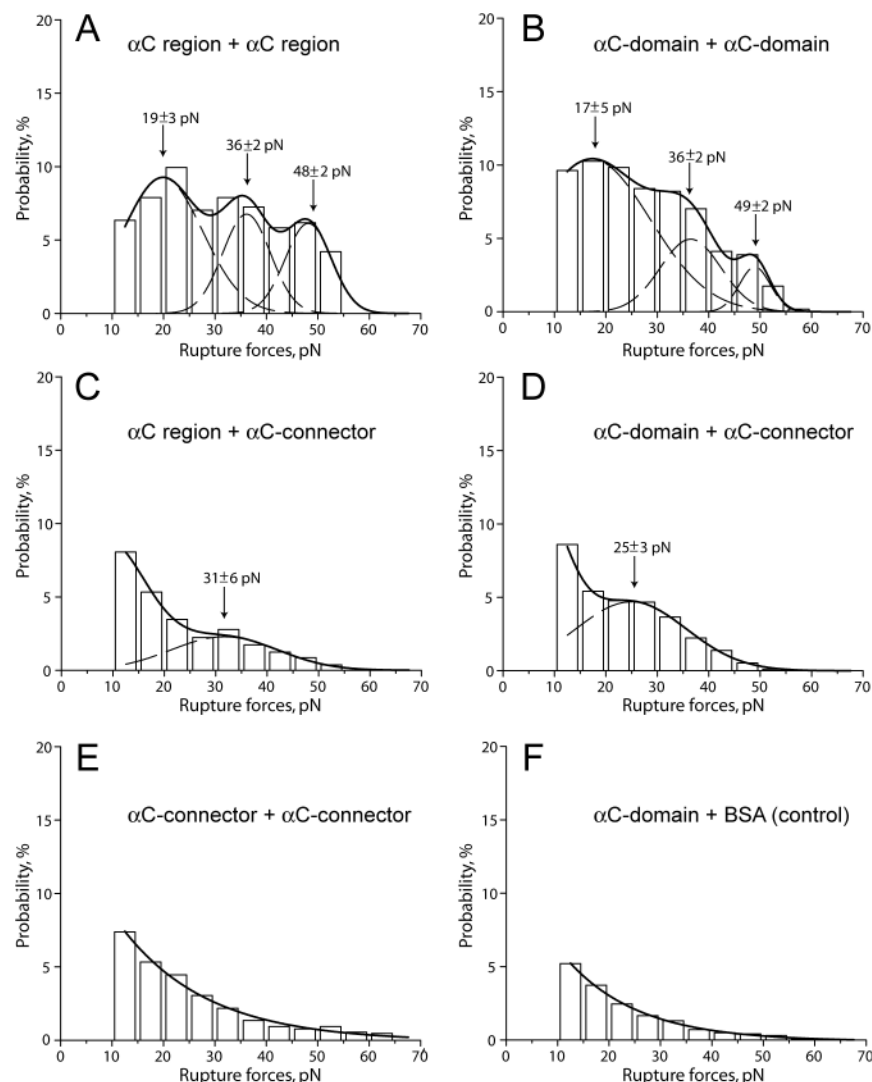 A
αC region + αC region
20
15
10
5
0
Probability, %
19±3 pN
36±2 pN
48±2 pN
0 10 20 30 40 50 60 70
Rupture forces, pN
B
αC-domain + αC-domain
20
15
10
5
0
Probability, %
17±5 pN
36±2 pN
49±2 pN
0 10 20 30 40 50 60 70
Rupture forces, pN
C
αC region + αC-connector
20
15
10
5
0
Probability, %
31±6 pN
0 10 20 30 40 50 60 70
Rupture forces, pN
D
αC-domain + αC-connector
20
15
10
5
0
Probability, %
25±3 pN
0 10 20 30 40 50 60 70
Rupture forces, pN
E
αC-connector + αC-connector
20
15
10
5
0
Probability, %
0 10 20 30 40 50 60 70
Rupture forces, pN
F
αC-domain + BSA (control)
20
15
10
5
0
Probability, %
0 10 20 30 40 50 60 70
Rupture forces, pN